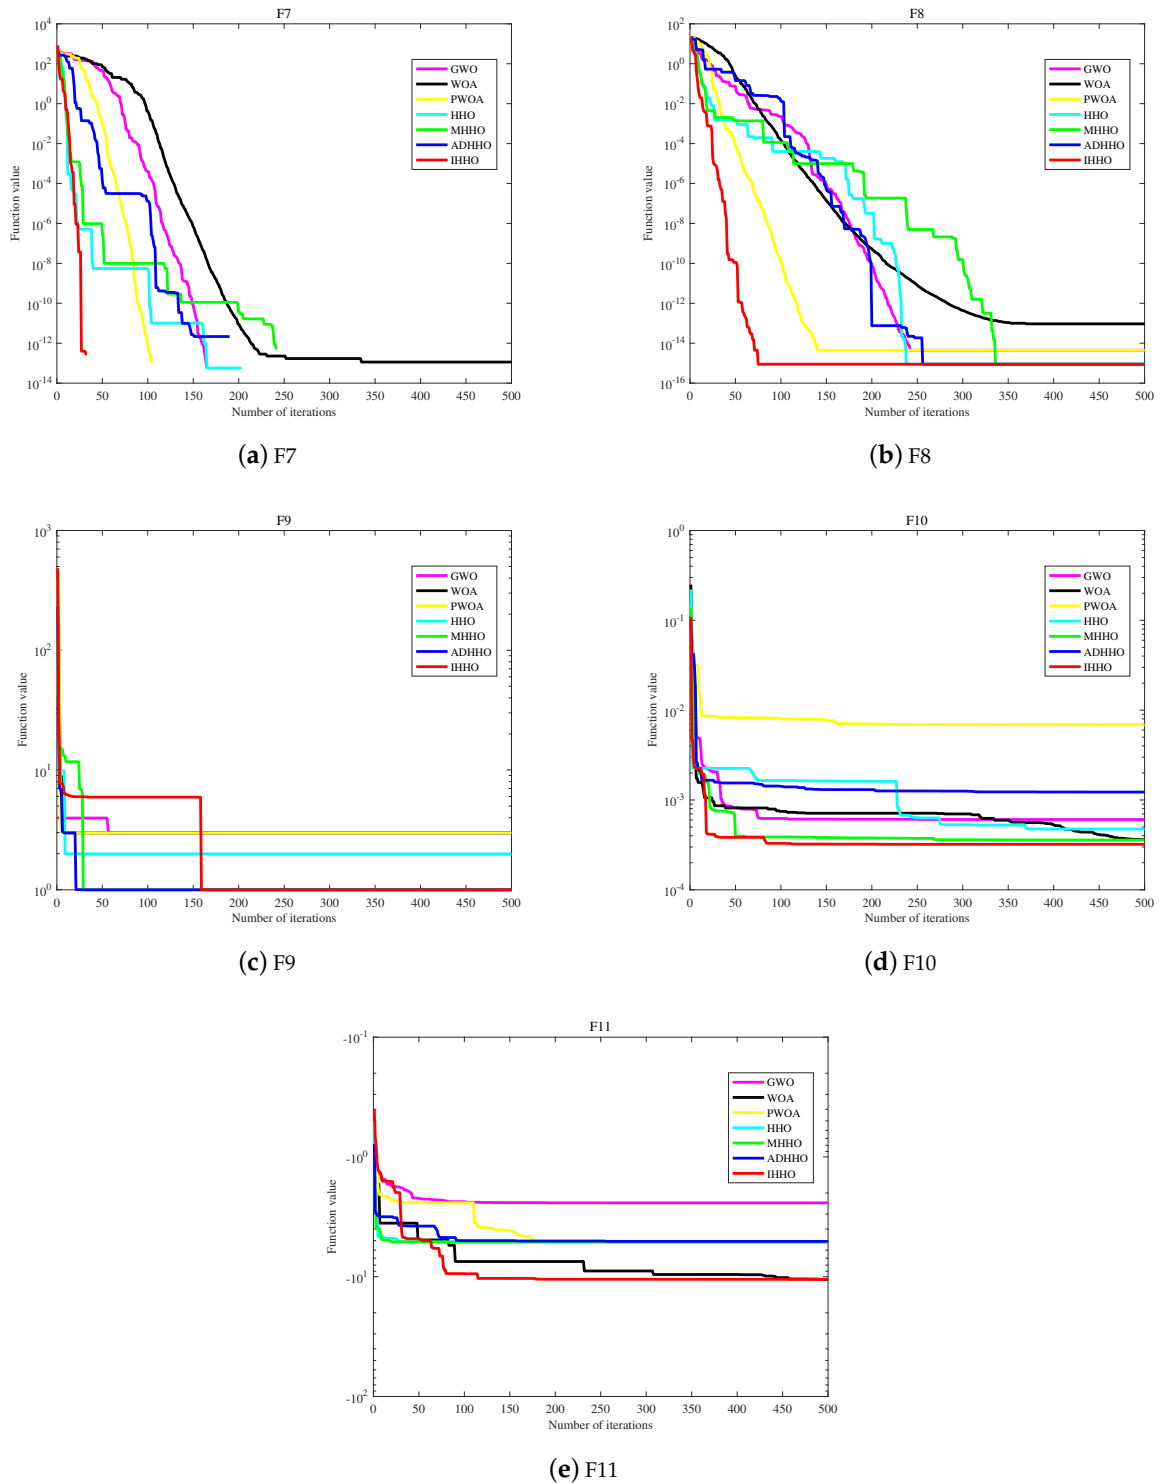 F7
10^4
10^2
10^0
10^-2
10^-4
10^-6
10^-8
10^-10
10^-12
10^-14
Function value
GWO
WOA
PWOA
HHO
MHHO
ADHHO
IHHO
0 50 100 150 200 250 300 350 400 450 500
Number of iterations
(a) F7
F8
10^2
10^0
10^-2
10^-4
10^-6
10^-8
10^-10
10^-12
10^-14
10^-16
Function value
GWO
WOA
PWOA
HHO
MHHO
ADHHO
IHHO
0 50 100 150 200 250 300 350 400 450 500
Number of iterations
(b) F8
F9
10^3
10^2
10^1
10^0
Function value
GWO
WOA
PWOA
HHO
MHHO
ADHHO
IHHO
0 50 100 150 200 250 300 350 400 450 500
Number of iterations
(c) F9
F10
10^0
10^-1
10^-2
10^-3
10^-4
Function value
GWO
WOA
PWOA
HHO
MHHO
ADHHO
IHHO
0 50 100 150 200 250 300 350 400 450 500
Number of iterations
(d) F10
F11
-10^-1
-10^0
-10^1
-10^2
Function value
GWO
WOA
PWOA
HHO
MHHO
ADHHO
IHHO
0 50 100 150 200 250 300 350 400 450 500
Number of iterations
(e) F11